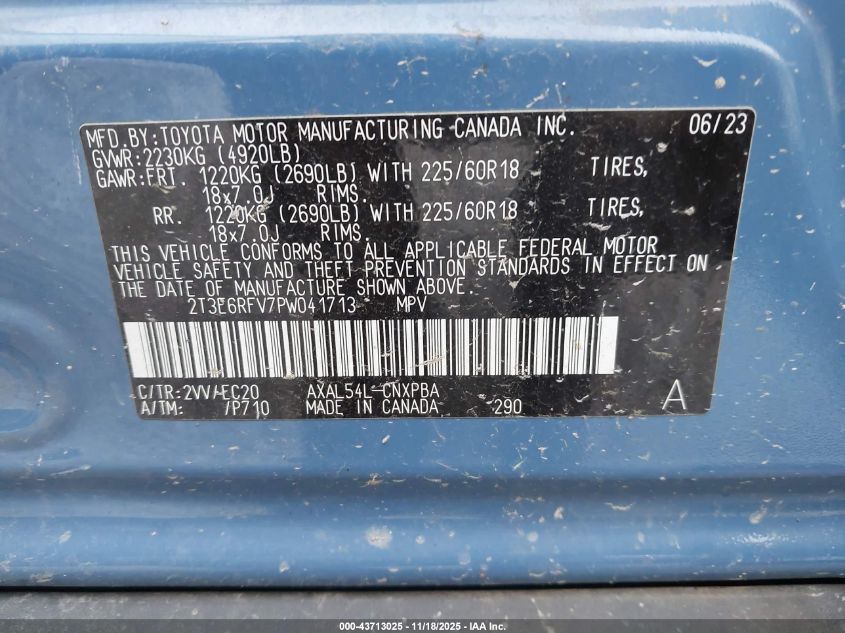 MFD.BY:TOYOTA MOTOR MANUFACTURING CANADA INC. 06/23
GVWR:2230KG (4920LB)
GAWR:FRT. 1220KG (2690LB) WITH 225/60R18 TIRES,
18x7.0J RIMS.
RR. 1220KG (2690LB) WITH 225/60R18 TIRES,
18x7.0J RIMS.
THIS VEHICLE CONFORMS TO ALL APPLICABLE FEDERAL MOTOR
VEHICLE SAFETY AND THEFT PREVENTION STANDARDS IN EFFECT ON
THE DATE OF MANUFACTURE SHOWN ABOVE.
2T3E6RFV7PW041713 MPV
C/TR:2VV/-EC20 AXAL54L-CNXPBA
A/TM: /P710 MADE IN CANADA 290 A
000-43713025 - 11/18/2025 - IAA Inc.